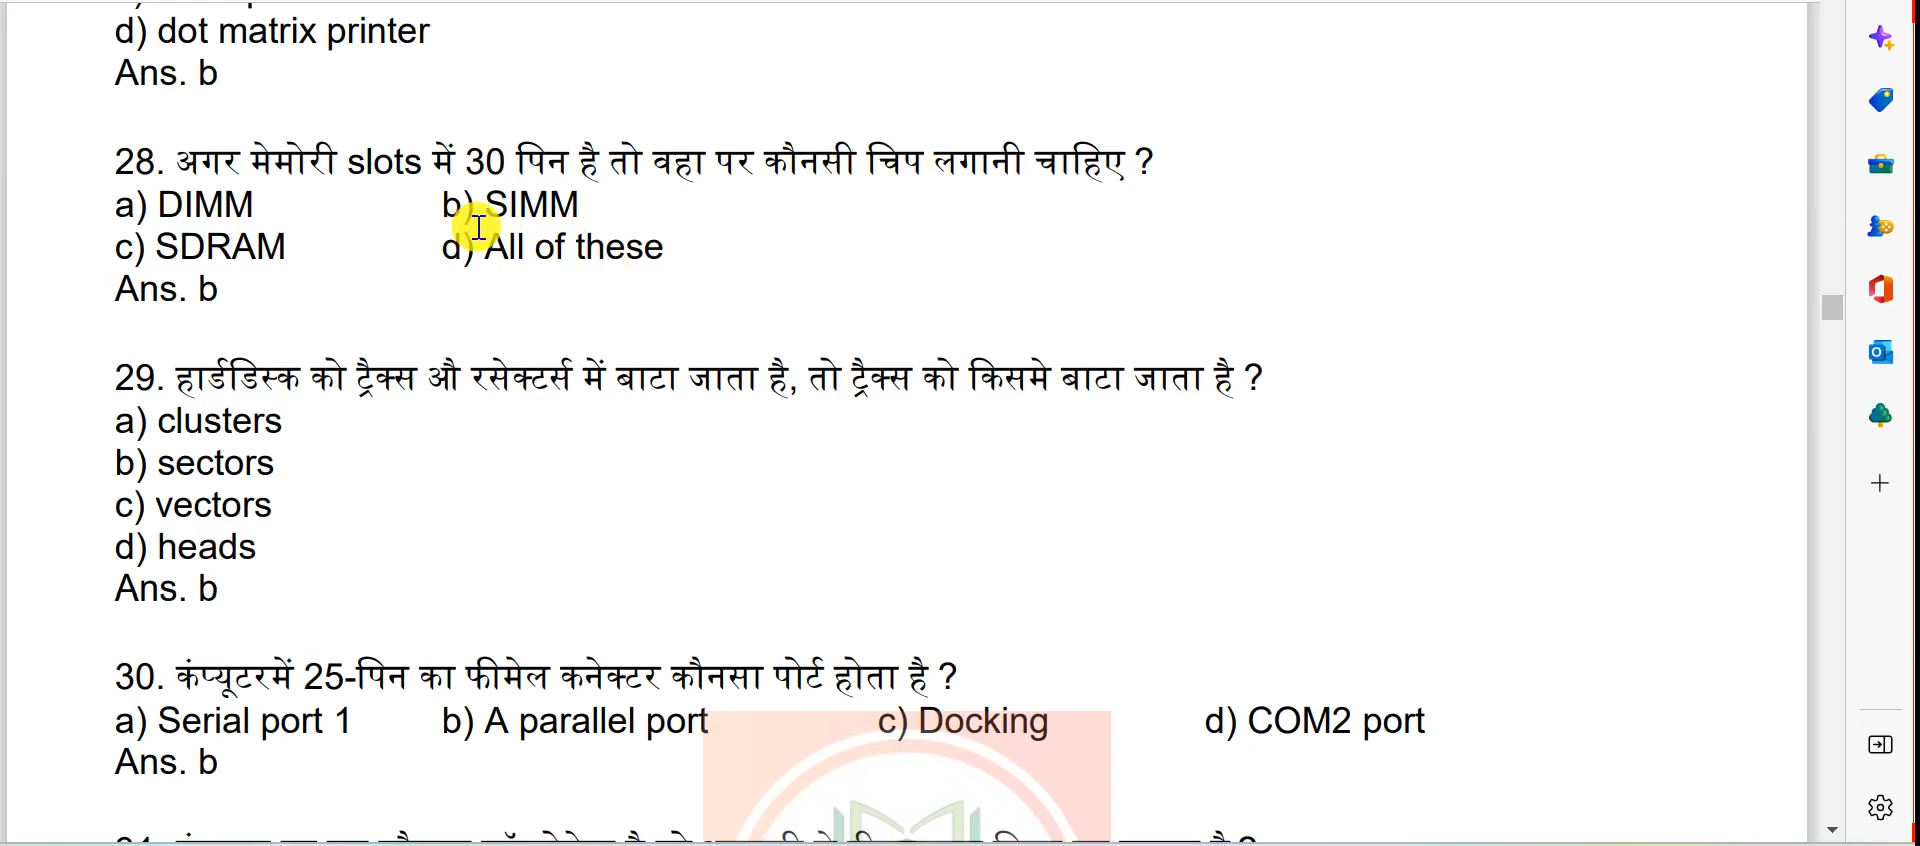 d) dot matrix printer
Ans. b
28. अगर मेमोरी slots में 30 पिन है तो वहा पर कौनसी चिप लगानी चाहिए ?
a) DIMM b) SIMM
c) SDRAM d) All of these
Ans. b
29. हार्डडिस्क को ट्रैक्स औ रसेक्टर्स में बाटा जाता है, तो ट्रैक्स को किसमे बाटा जाता है ?
a) clusters
b) sectors
c) vectors
d) heads
Ans. b
30. कंप्यूटरमें 25-पिन का फीमेल कनेक्टर कौनसा पोर्ट होता है ?
a) Serial port 1 b) A parallel port c) Docking d) COM2 port
Ans. b